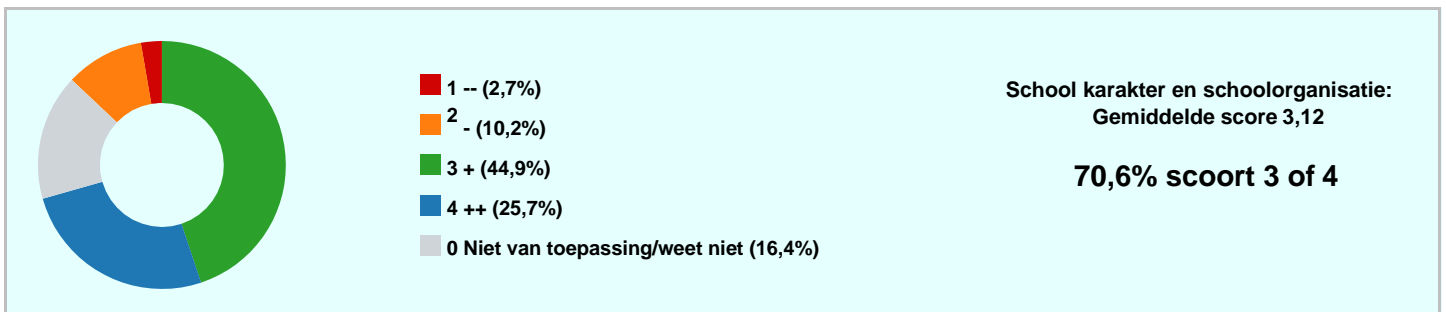 1 -- (2,7%)
2 - (10,2%)
3 + (44,9%)
4 ++ (25,7%)
0 Niet van toepassing/weet niet (16,4%)
School karakter en schoolorganisatie:
Gemiddelde score 3,12
70,6% scoort 3 of 4